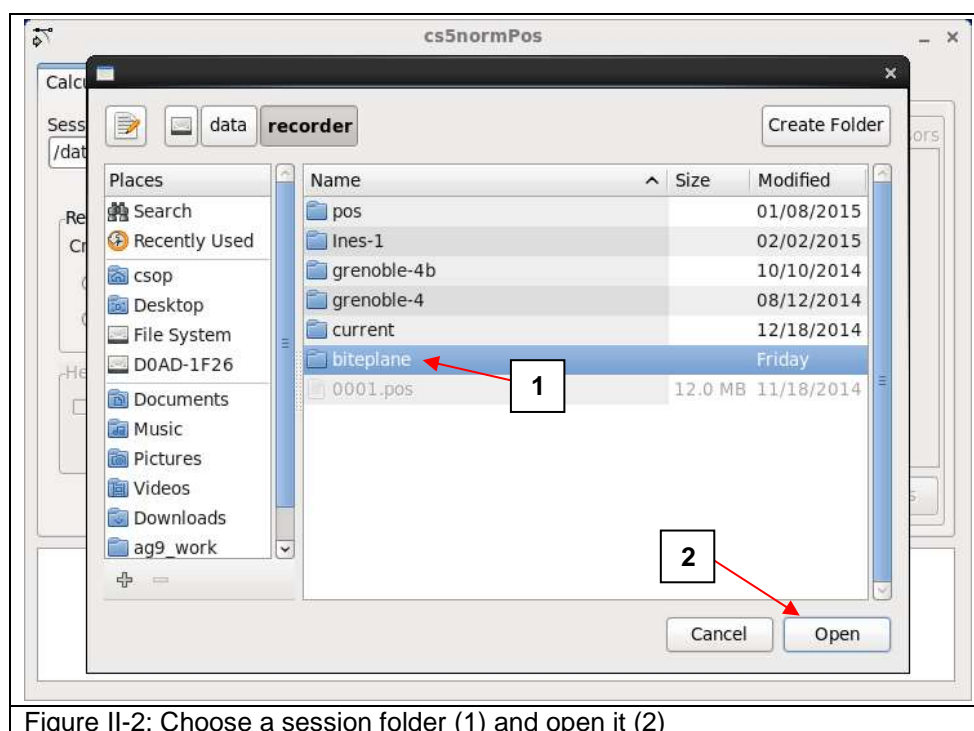 cs5normPos
Calcu
Sess
/dat
Re
Cr
He
ors
s
data recorder Create Folder
Places
Search
Recently Used
csop
Desktop
File System
D0AD-1F26
Documents
Music
Pictures
Videos
Downloads
ag9_work
Name Size Modified
pos 01/08/2015
Ines-1 02/02/2015
grenoble-4b 10/10/2014
grenoble-4 08/12/2014
current 12/18/2014
biteplane Friday
0001.pos 12.0 MB 11/18/2014
1
2
Cancel Open
Figure II-2: Choose a session folder (1) and open it (2)